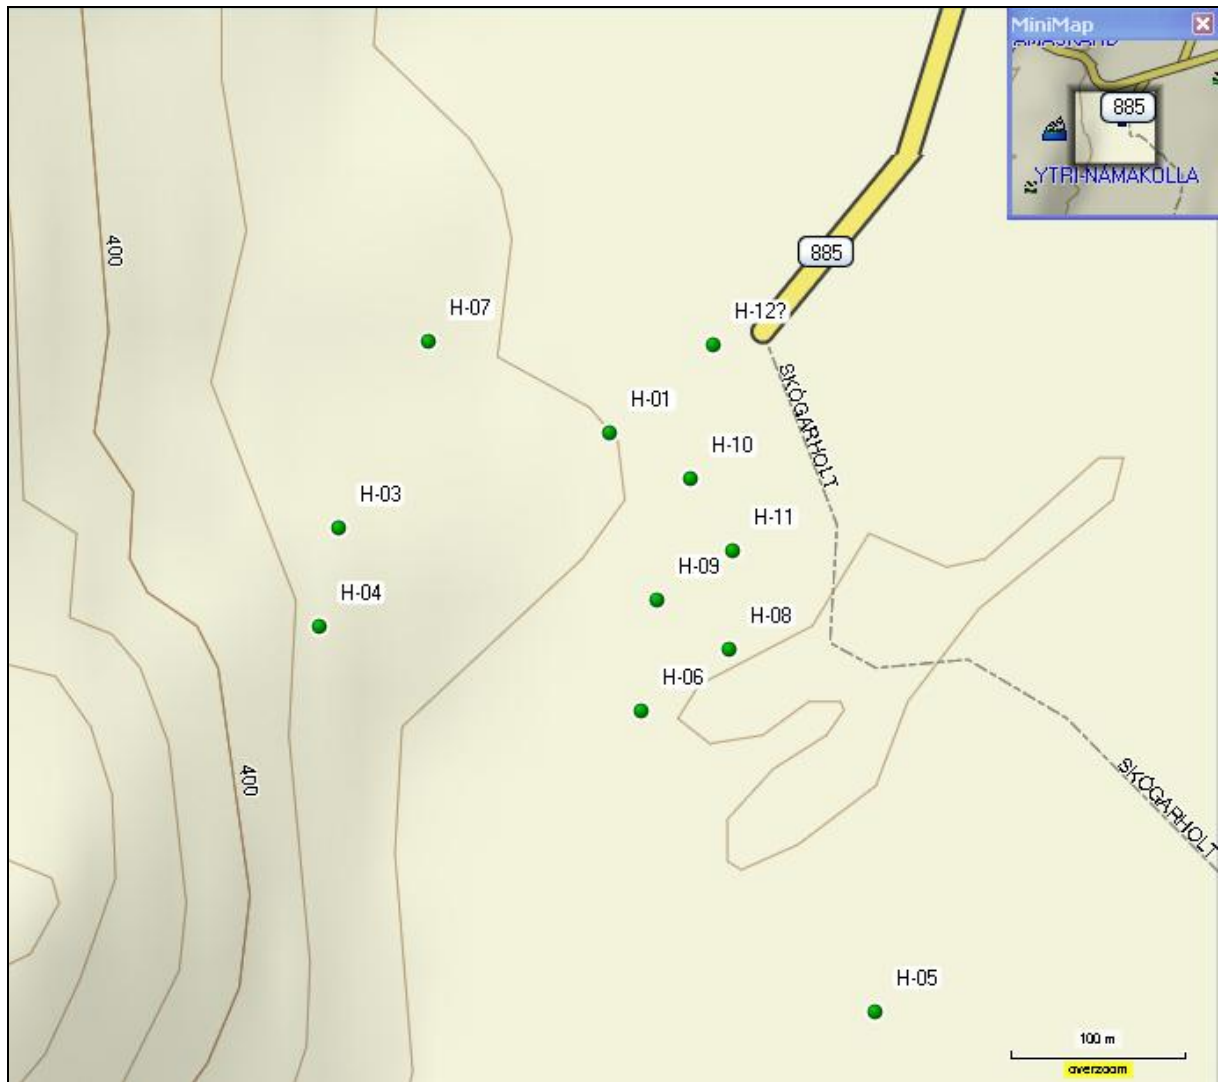 MiniMap
885
YTRI-NÁMAKOLLA
400
885
H-07
H-12?
SKÓGARHOLT
H-01
H-10
H-03
H-11
H-09
H-04
H-08
H-06
400
SKÓGARHOLT
H-05
100 m
overzoom